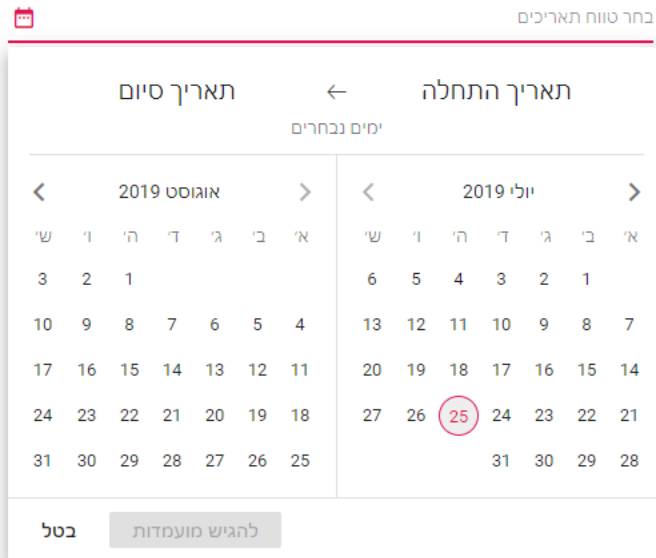 בחר טווח תאריכים
תאריך התחלה ← תאריך סיום
ימים נבחרים
יולי 2019
א׳ ב׳ ג׳ ד׳ ה׳ ו׳ ש׳
1 2 3 4 5 6
7 8 9 10 11 12 13
14 15 16 17 18 19 20
21 22 23 24 25 26 27
28 29 30 31
אוגוסט 2019
א׳ ב׳ ג׳ ד׳ ה׳ ו׳ ש׳
1 2 3
4 5 6 7 8 9 10
11 12 13 14 15 16 17
18 19 20 21 22 23 24
25 26 27 28 29 30 31
להגיש מועמדות
בטל